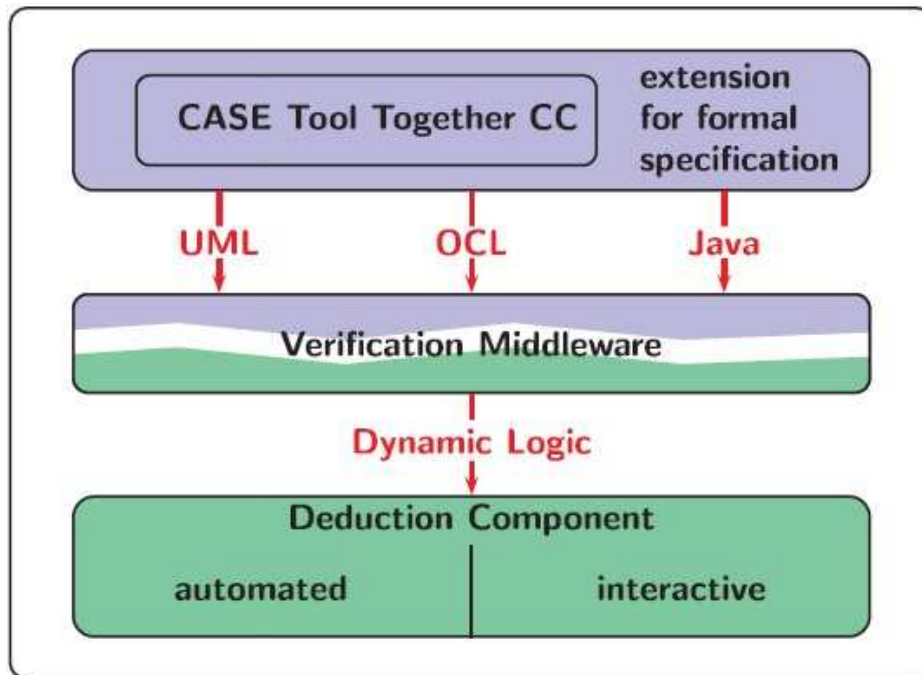 CASE Tool Together CC
extension
for formal
specification
UML
OCL
Java
Verification Middleware
Dynamic Logic
Deduction Component
automated
interactive